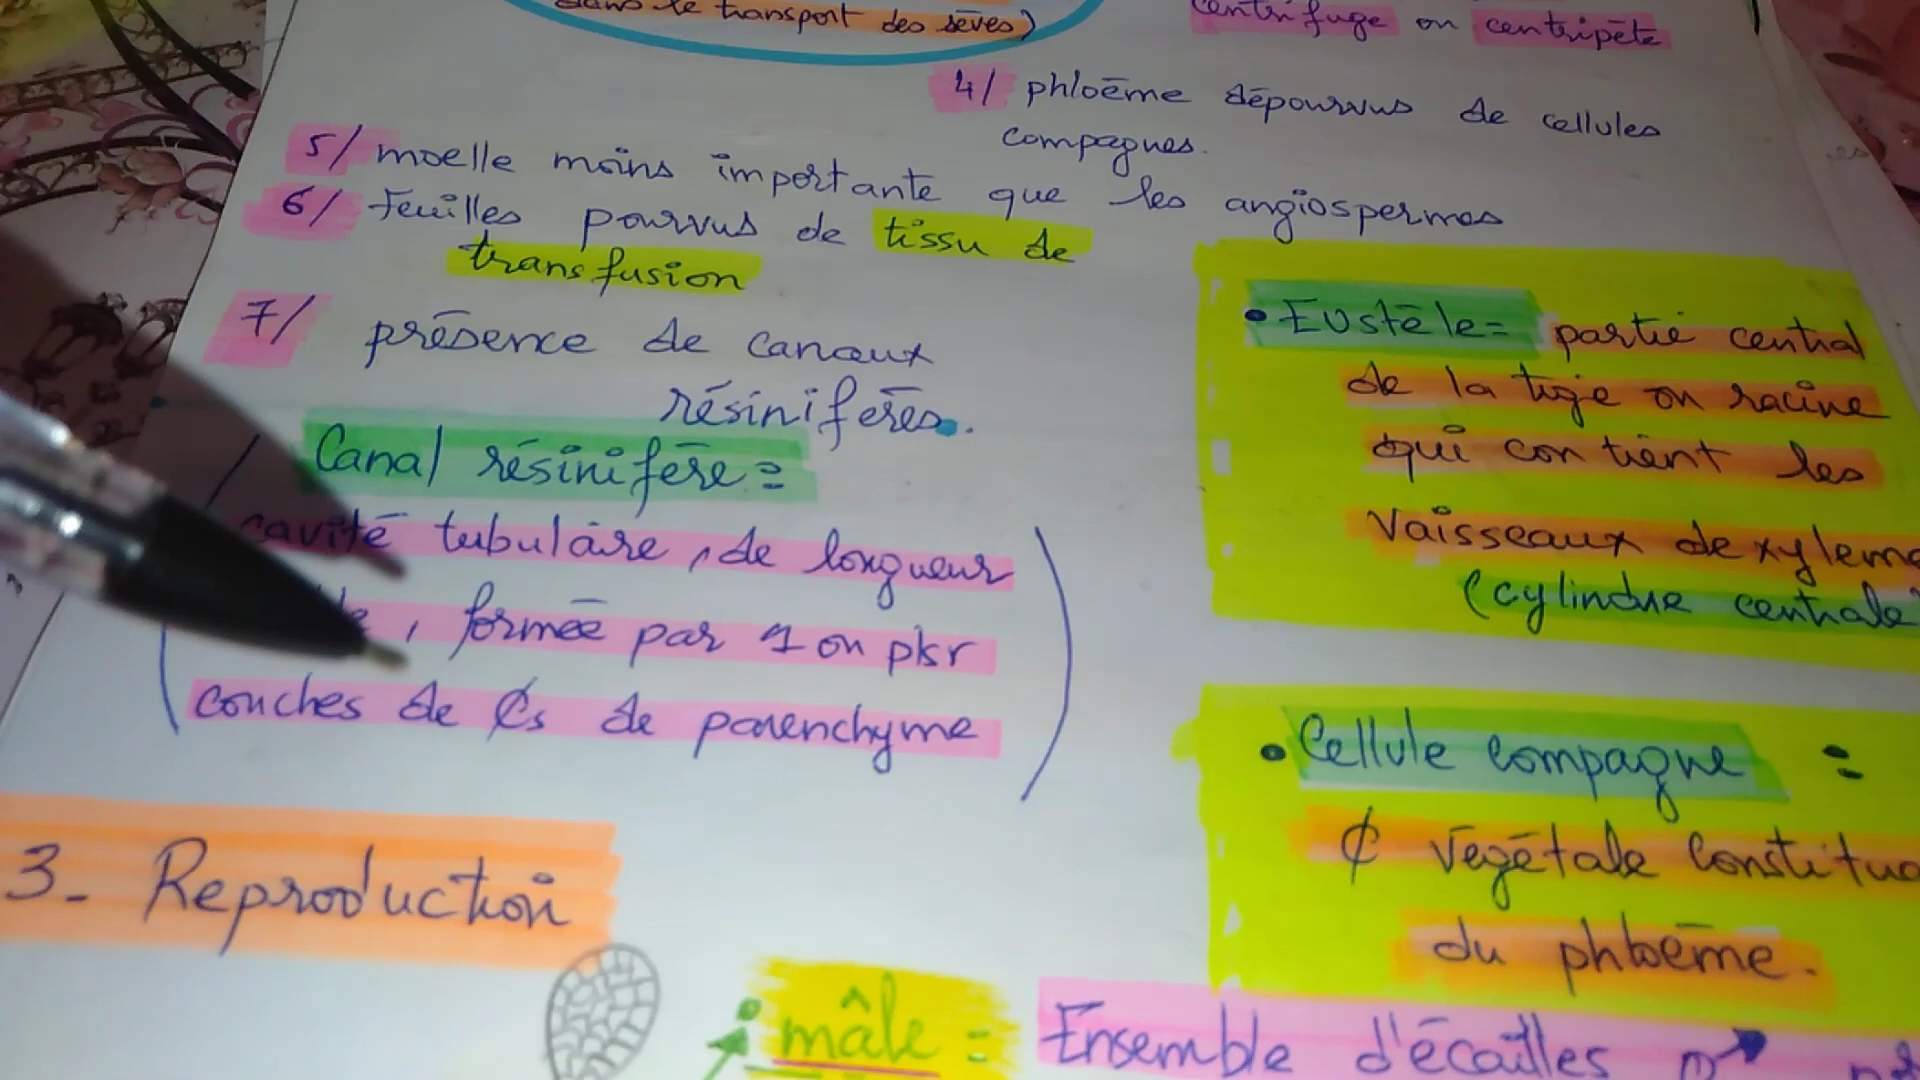 dans le transport des sèves)
centrifuge ou centripète
4/ phloème dépourvus de cellules
compagnes.
5/ moelle moins importante que les angiospermes
6/ Feuilles pourvus de tissu de
transfusion
7/ présence de canaux
résinifères.
Canal résinifère =
cavité tubulaire, de longueur
, formée par 1 ou plsr
couches de ₵s de parenchyme
• Eustèle = partie central
de la tige ou racine
qui contient les
vaisseaux de xylem
(cylindre centrale
• Cellule compagne =
₵ végétale constitu
du phloème.
3- Reproduction
mâle = Ensemble d'écailles